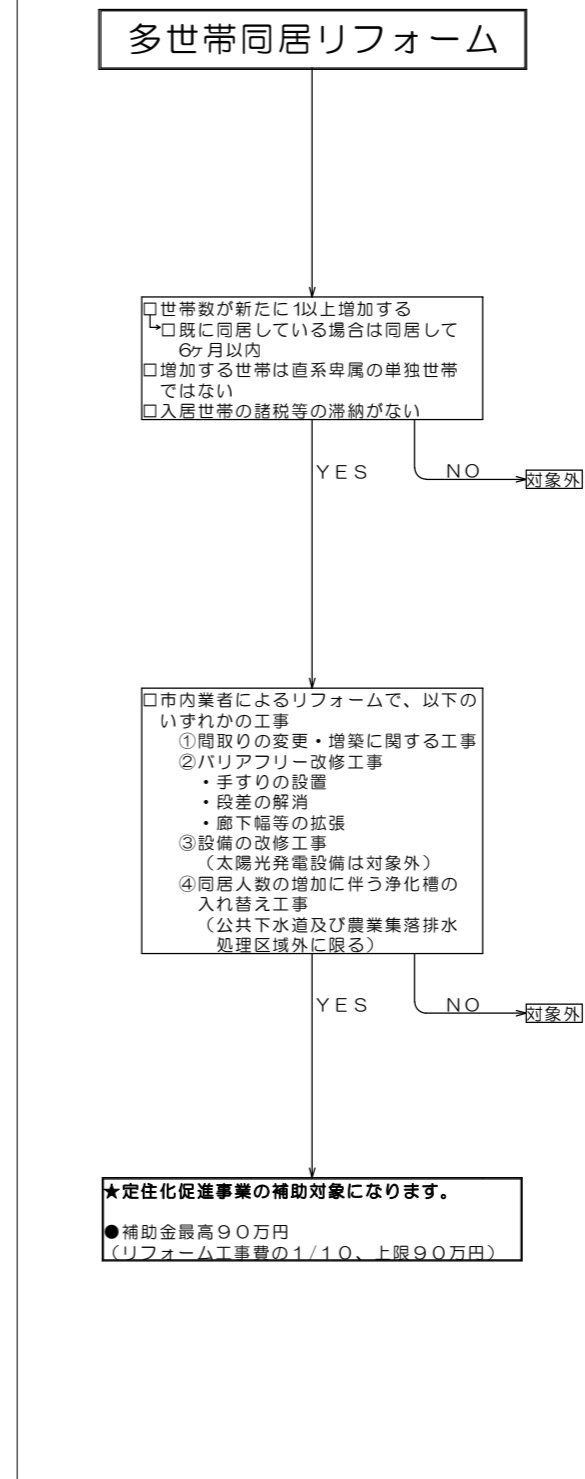 多世帯同居リフォーム
□世帯数が新たに1以上増加する
□既に同居している場合は同居して
6ヶ月以内
□増加する世帯は直系卑属の単独世帯
ではない
□入居世帯の諸税等の滞納がない
YES
NO
対象外
□市内業者によるリフォームで、以下の
いずれかの工事
①間取りの変更・増築に関する工事
②バリアフリー改修工事
・手すりの設置
・段差の解消
・廊下幅等の拡張
③設備の改修工事
（太陽光発電設備は対象外）
④同居人数の増加に伴う浄化槽の
入れ替え工事
（公共下水道及び農業集落排水
処理区域外に限る）
YES
NO
対象外
★定住化促進事業の補助対象になります。
●補助金最高９０万円
（リフォーム工事費の１/１０、上限９０万円）